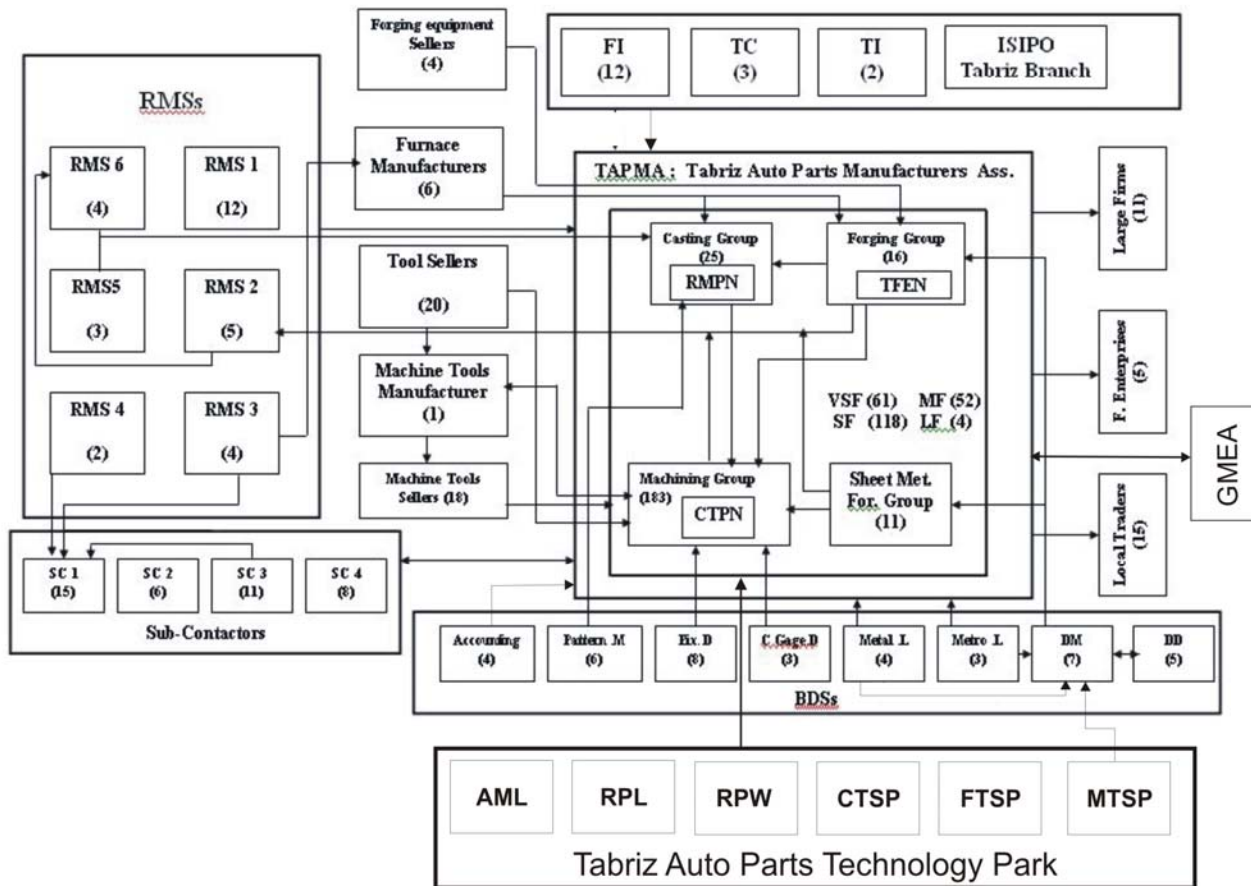 Forging equipment
Sellers
(4)
FI
(12)
TC
(3)
TI
(2)
ISIPO
Tabriz Branch
RMSs
RMS 6
(4)
RMS 1
(12)
RMS5
(3)
RMS 2
(5)
RMS 4
(2)
RMS 3
(4)
Furnace
Manufacturers
(6)
Tool Sellers
(20)
Machine Tools
Manufacturer
(1)
Machine Tools
Sellers (18)
TAPMA : Tabriz Auto Parts Manufacturers Ass.
Casting Group
(25)
RMPN
Forging Group
(16)
TFEN
VSF (61) MF (52)
SF (118) LF (4)
Machining Group
(183)
CTPN
Sheet Met.
For. Group
(11)
Large Firms
(11)
F. Enterprises
(5)
Local Traders
(15)
GMEA
SC 1
(15)
SC 2
(6)
SC 3
(11)
SC 4
(8)
Sub-Contactors
Accounting
(4)
Pattern .M
(6)
Fix. D
(8)
C Gage.D
(3)
Metal .L
(4)
Metro .L
(3)
DM
(7)
DD
(5)
BDSs
AML
RPL
RPW
CTSP
FTSP
MTSP
Tabriz Auto Parts Technology Park